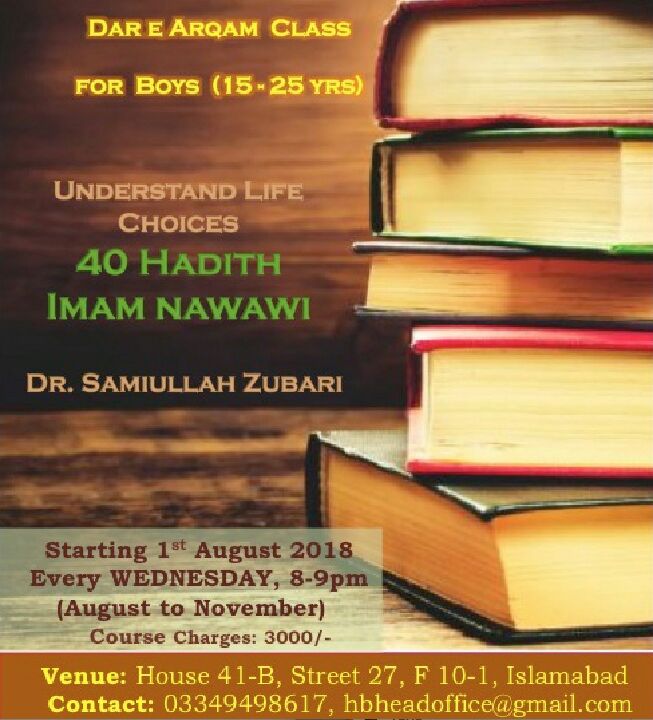 DAR E ARQAM CLASS
FOR BOYS (15 - 25 YRS)
UNDERSTAND LIFE
CHOICES
40 HADITH
IMAM NAWAWI
DR. SAMIULLAH ZUBARI
Starting 1st August 2018
Every WEDNESDAY, 8-9pm
(August to November)
Course Charges: 3000/-
Venue: House 41-B, Street 27, F 10-1, Islamabad
Contact: 03349498617, hbheadoffice@gmail.com